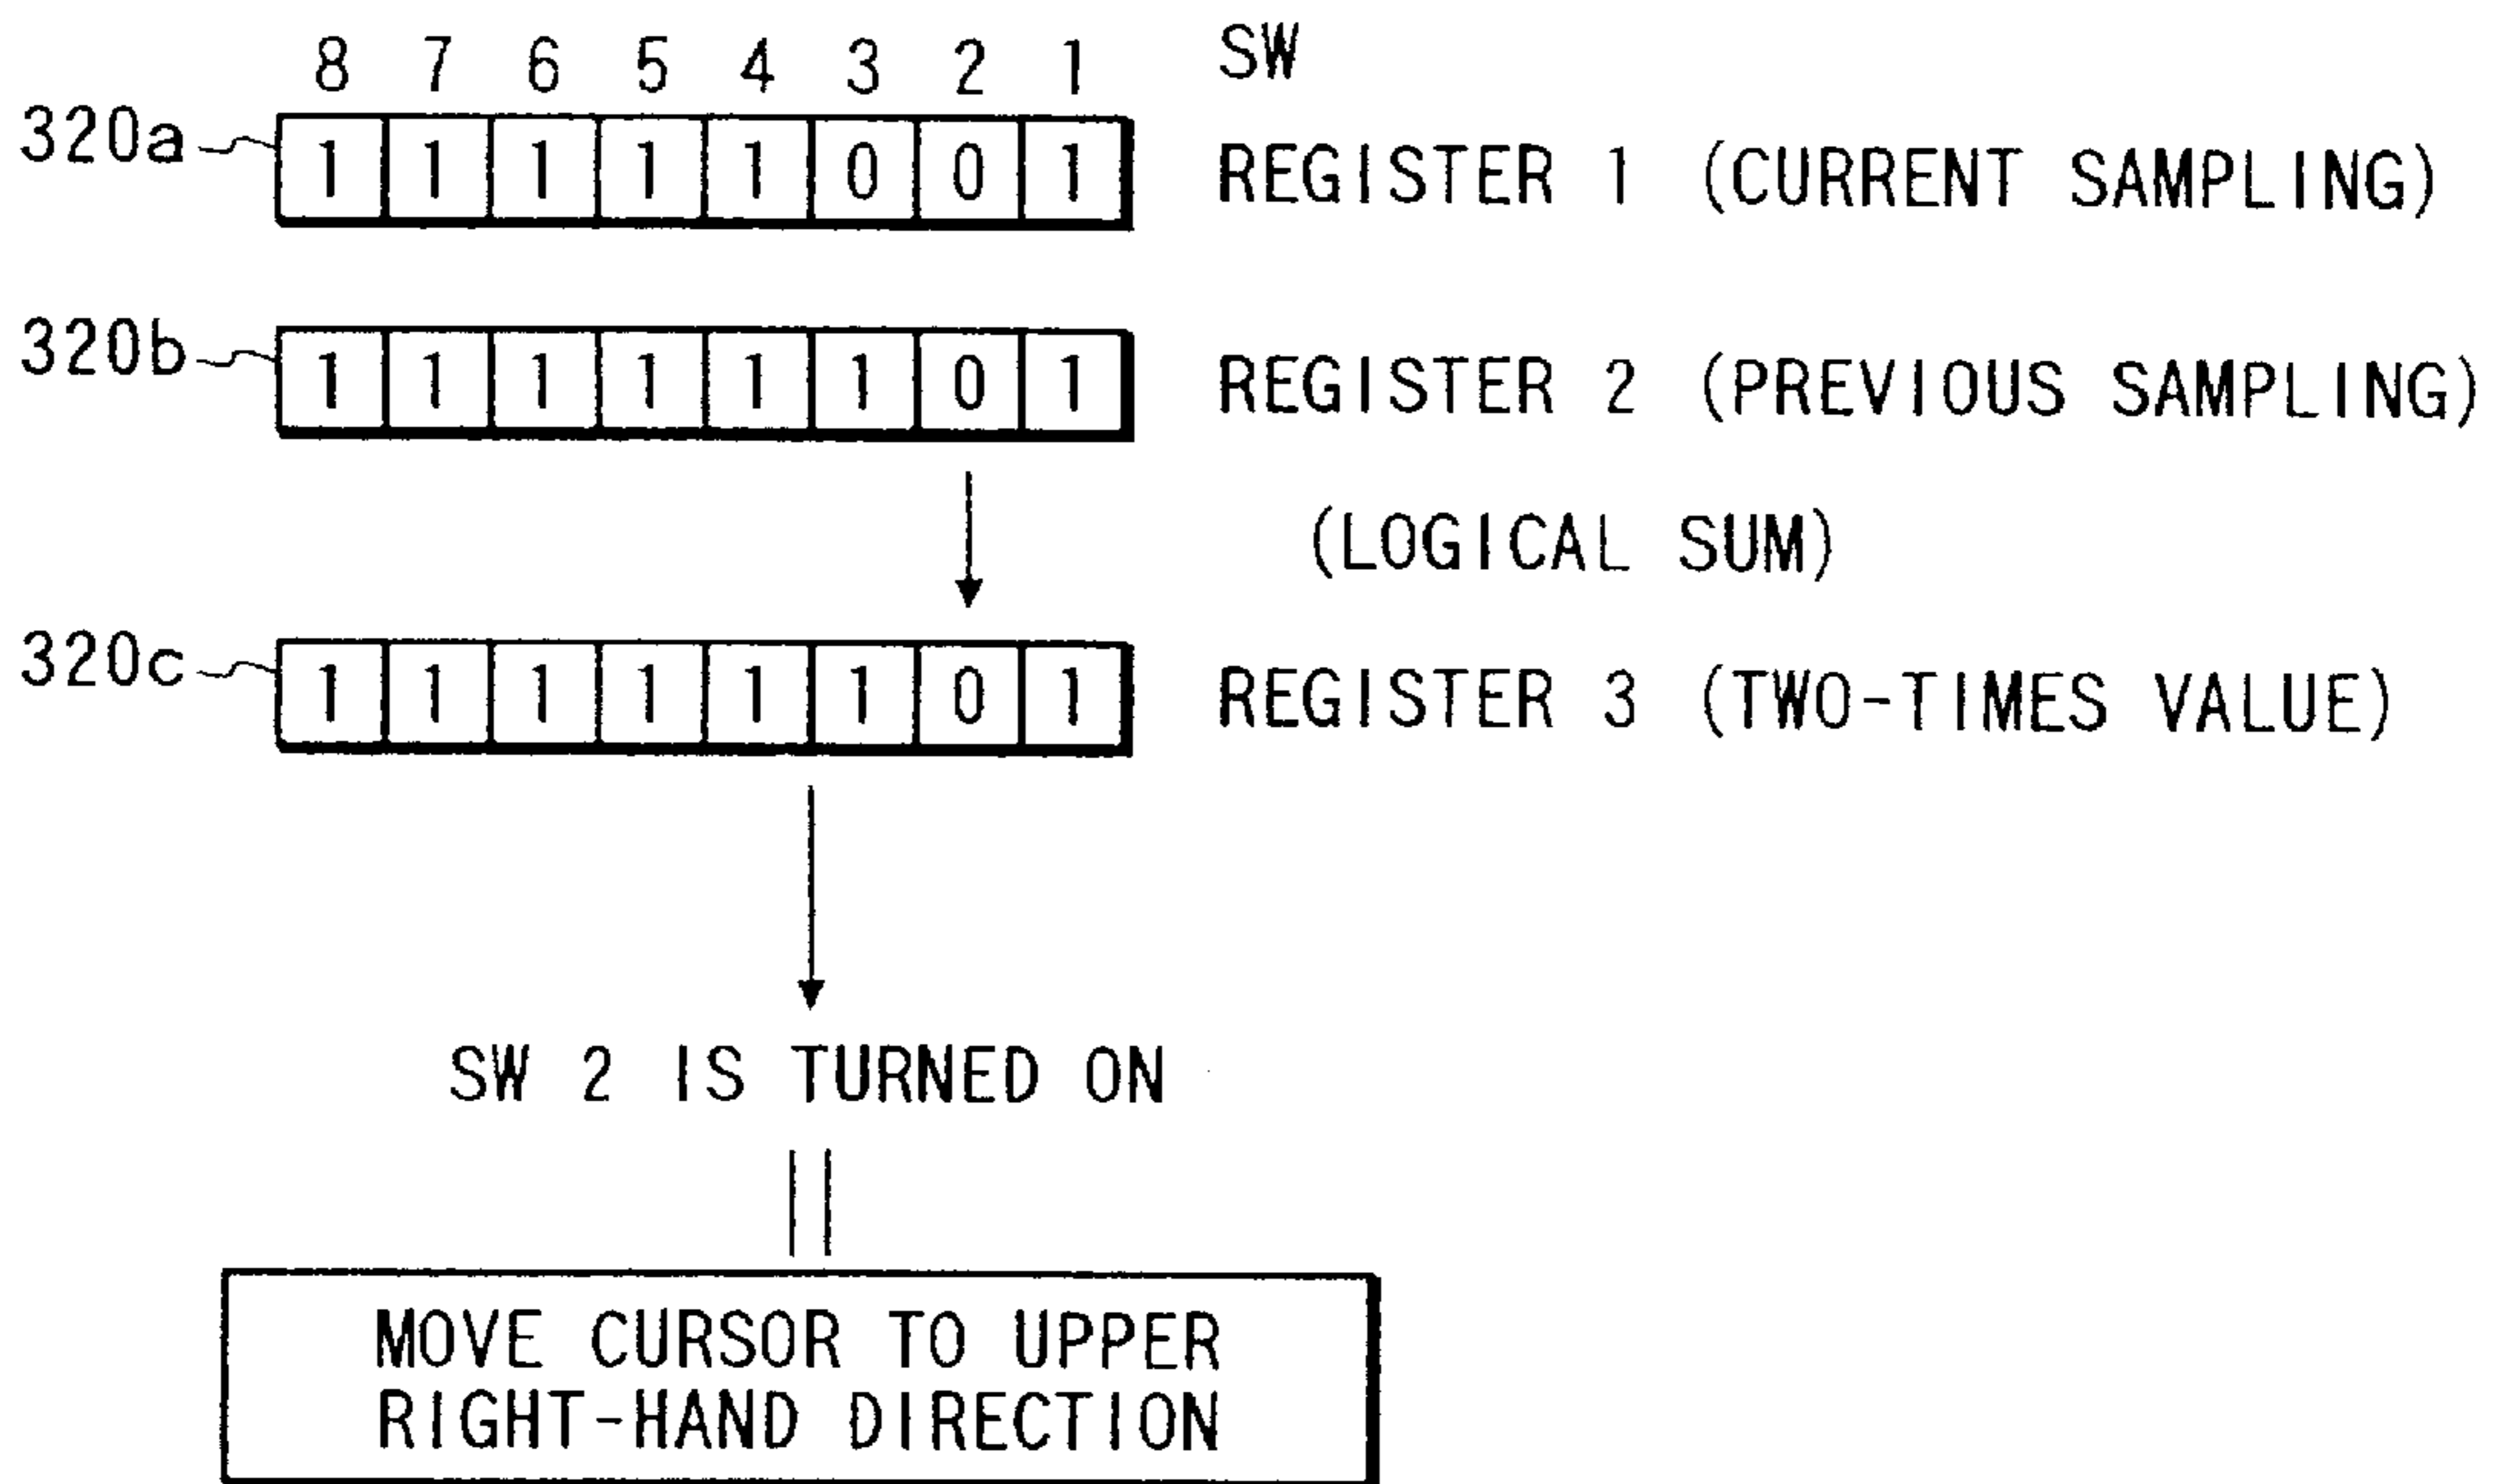 8 7 6 5 4 3 2 1 SW
320a 1 1 1 1 1 0 0 1 REGISTER 1 (CURRENT SAMPLING)
320b 1 1 1 1 1 1 0 1 REGISTER 2 (PREVIOUS SAMPLING)
(LOGICAL SUM)
320c 1 1 1 1 1 1 0 1 REGISTER 3 (TWO-TIMES VALUE)
SW 2 IS TURNED ON
MOVE CURSOR TO UPPER
RIGHT-HAND DIRECTION